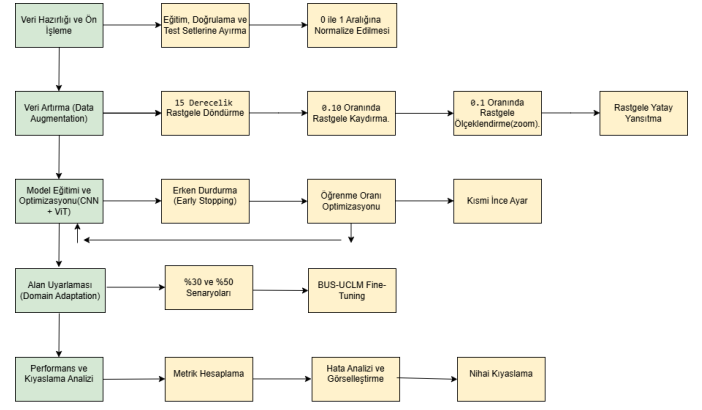 Veri Hazırlığı ve Ön
İşleme
Eğitim, Doğrulama ve
Test Setlerine Ayırma
0 ile 1 Aralığına
Normalize Edilmesi
Veri Artırma (Data
Augmentation)
15 Derecelik
Rastgele Döndürme
0.10 Oranında
Rastgele Kaydırma.
0.1 Oranında
Rastgele
Ölçeklendirme(zoom).
Rastgele Yatay
Yansıtma
Model Eğitimi ve
Optimizasyonu(CNN
+ ViT)
Erken Durdurma
(Early Stopping)
Öğrenme Oranı
Optimizasyonu
Kısmi İnce Ayar
Alan Uyarlaması
(Domain Adaptation)
%30 ve %50
Senaryoları
BUS-UCLM Fine-
Tuning
Performans ve
Kıyaslama Analizi
Metrik Hesaplama
Hata Analizi ve
Görselleştirme
Nihai Kıyaslama